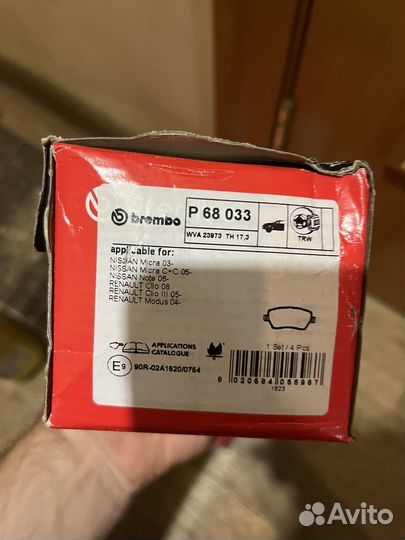 brembo
P 68 033
WVA 23973 TH 17,3
TRW
applicable for:
NISSAN Micra 03-
NISSAN Micra C+C 05-
NISSAN Note 06-
RENAULT Clio 08
RENAULT Clio III 05-
RENAULT Modus 04-
APPLICATIONS
CATALOGUE
1 Set / 4 Pcs
E9
90R-02A1620/0764
8 020584 056967
1823
Avito